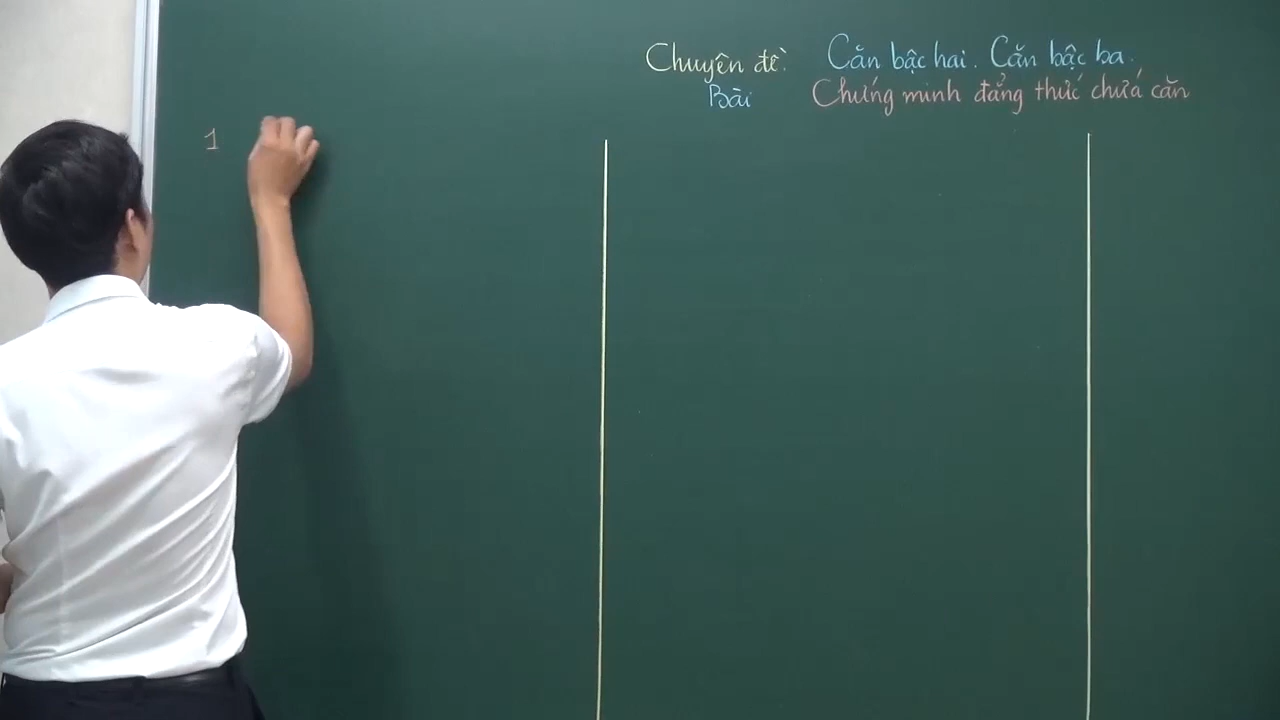 Chuyên đề: Căn bậc hai. Căn bậc ba.
Bài Chứng minh đẳng thức chứa căn
1